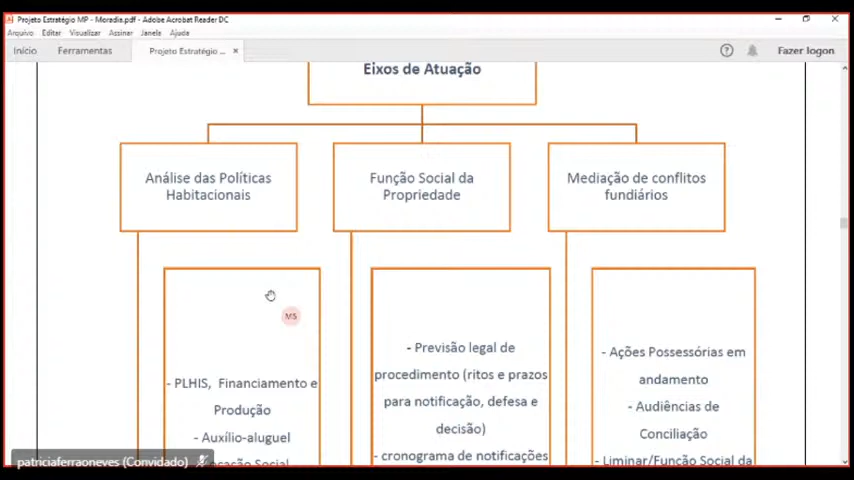 Projeto Estratégio MP - Moradia.pdf - Adobe Acrobat Reader DC
Arquivo Editar Visualizar Assinar Janela Ajuda
Início Ferramentas Projeto Estratégio ... × ? Fazer logon
Eixos de Atuação
Análise das Políticas
Habitacionais
Função Social da
Propriedade
Mediação de conflitos
fundiários
MS
- PLHIS, Financiamento e
Produção
- Auxílio-aluguel
Social
- Previsão legal de
procedimento (ritos e prazos
para notificação, defesa e
decisão)
- cronograma de notificações
- Ações Possessórias em
andamento
- Audiências de
Conciliação
- Liminar/Função Social da
patriciaferraoneves (Convidado)